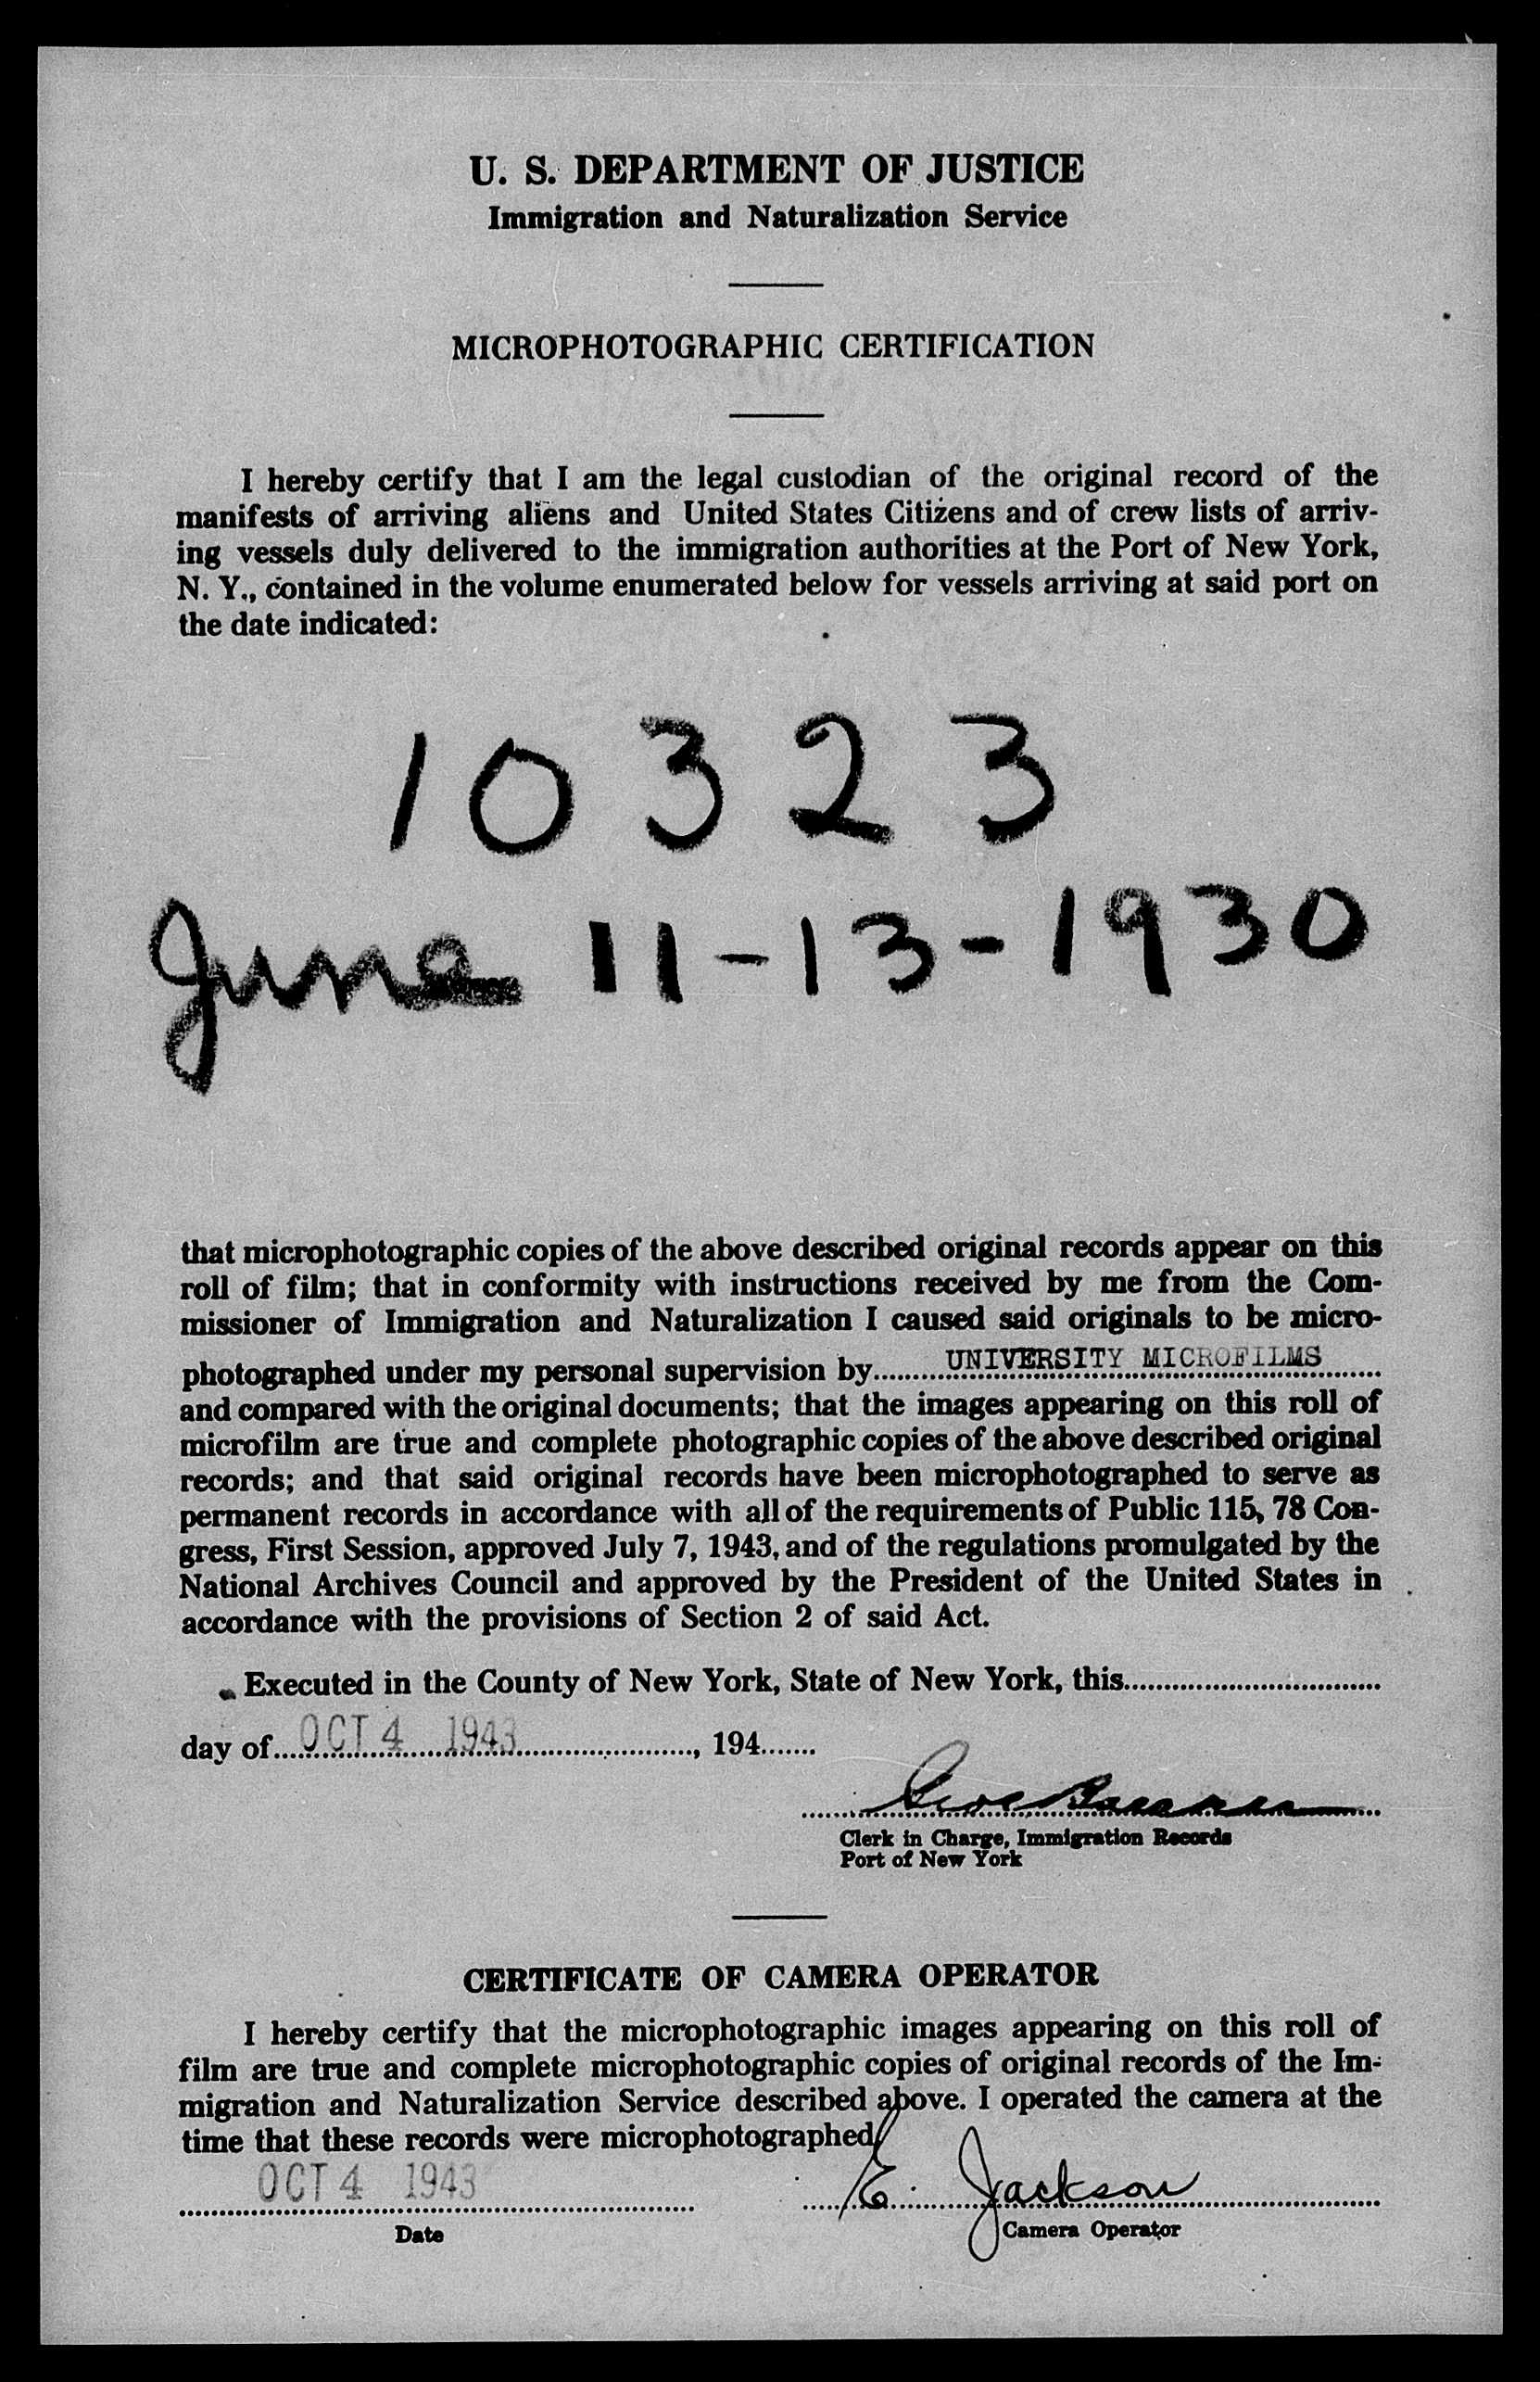 U. S. DEPARTMENT OF JUSTICE
Immigration and Naturalization Service
MICROPHOTOGRAPHIC CERTIFICATION
I hereby certify that I am the legal custodian of the original record of the
manifests of arriving aliens and United States Citizens and of crew lists of arriv-
ing vessels duly delivered to the immigration authorities at the Port of New York,
N. Y., contained in the volume enumerated below for vessels arriving at said port on
the date indicated:
10323
June 11-13-1930
that microphotographic copies of the above described original records appear on this
roll of film; that in conformity with instructions received by me from the Com-
missioner of Immigration and Naturalization I caused said originals to be micro-
photographed under my personal supervision by UNIVERSITY MICROFILMS
and compared with the original documents; that the images appearing on this roll of
microfilm are true and complete photographic copies of the above described original
records; and that said original records have been microphotographed to serve as
permanent records in accordance with all of the requirements of Public 115, 78 Con-
gress, First Session, approved July 7, 1943, and of the regulations promulgated by the
National Archives Council and approved by the President of the United States in
accordance with the provisions of Section 2 of said Act.
Executed in the County of New York, State of New York, this
day of OCT 4 1943, 194
Clerk in Charge, Immigration Records
Port of New York
CERTIFICATE OF CAMERA OPERATOR
I hereby certify that the microphotographic images appearing on this roll of
film are true and complete microphotographic copies of original records of the Im-
migration and Naturalization Service described above. I operated the camera at the
time that these records were microphotographed
OCT 4 1943 E. Jackson
Date Camera Operator